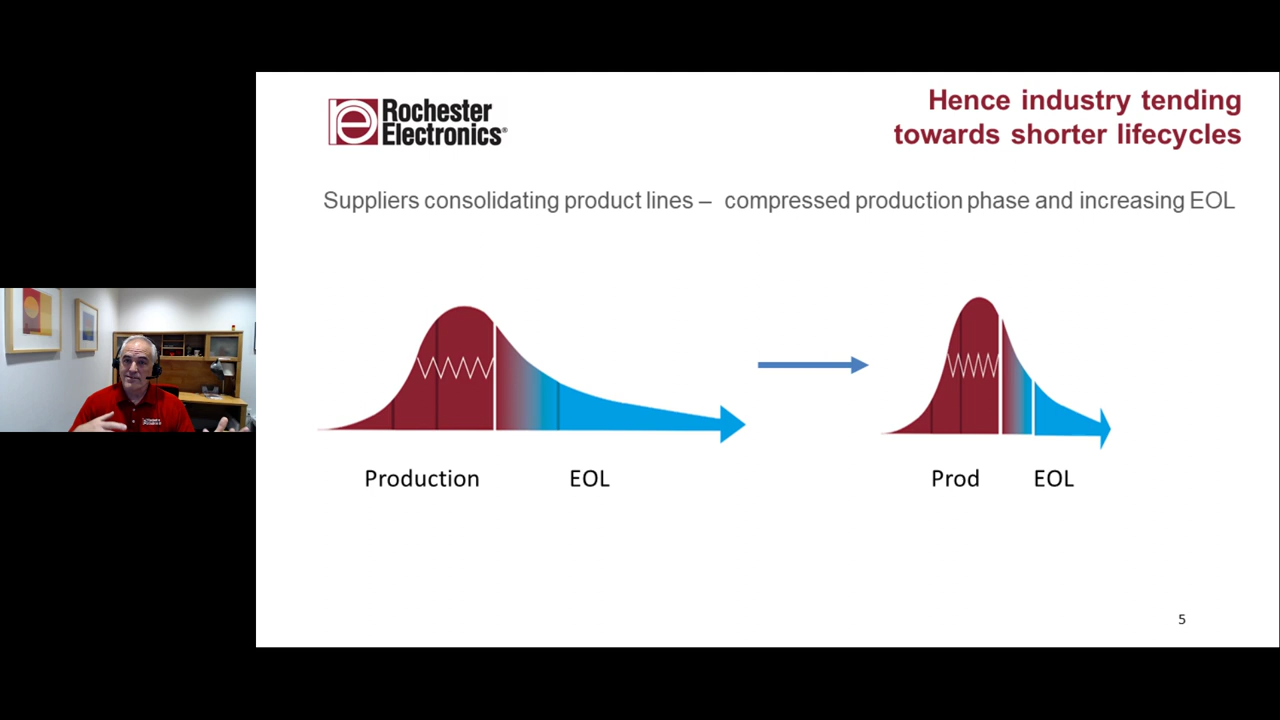 Rochester
Electronics®
Hence industry tending
towards shorter lifecycles
Suppliers consolidating product lines – compressed production phase and increasing EOL
Production
EOL
Prod
EOL
5